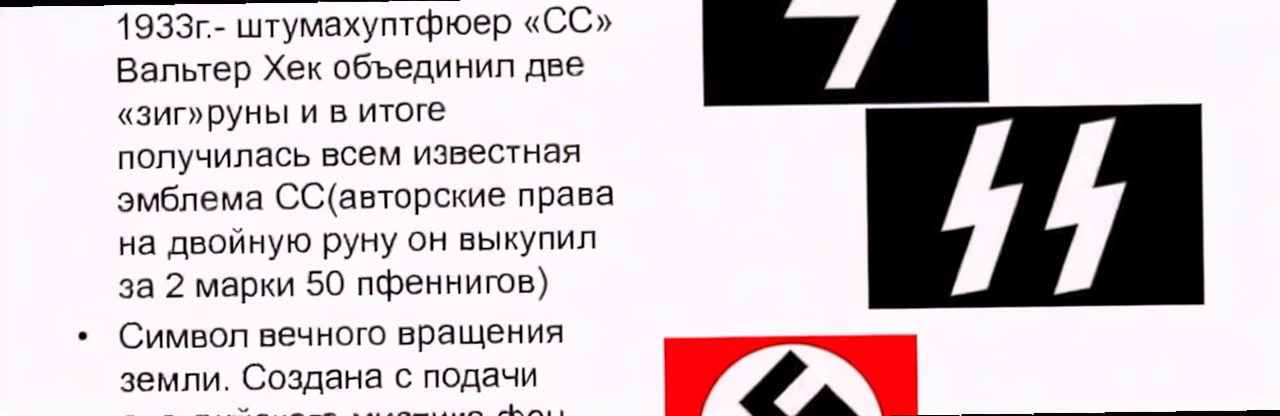 1933г.- штумахуптфюер «СС»
Вальтер Хек объединил две
«зиг»руны и в итоге
получилась всем известная
эмблема СС(авторские права
на двойную руну он выкупил
за 2 марки 50 пфеннигов)
• Символ вечного вращения
земли. Создана с подачи